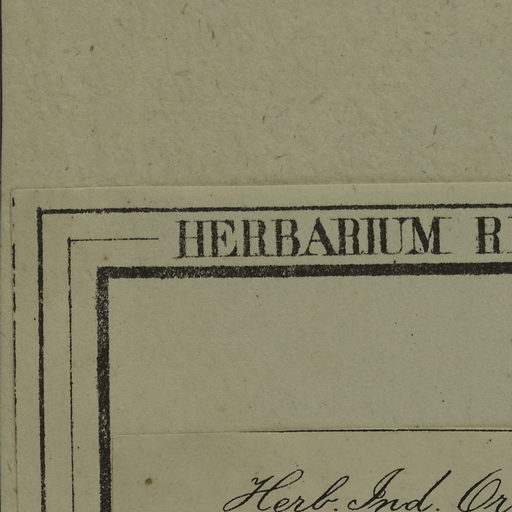 HERBARIUM R
Herb. Ind. Or